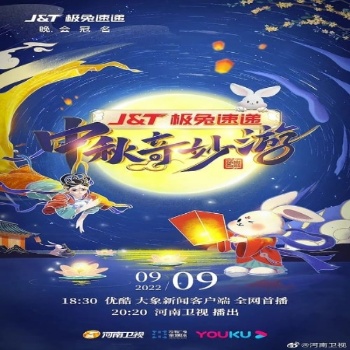 J&T 极兔速递
晚会冠名
J&T 极兔速递
中秋奇妙游
09 / 09
2022
18:30 优酷 大象新闻客户端 全网首播
20:20 河南卫视 播出
河南卫视
YOUKU
@河南卫视